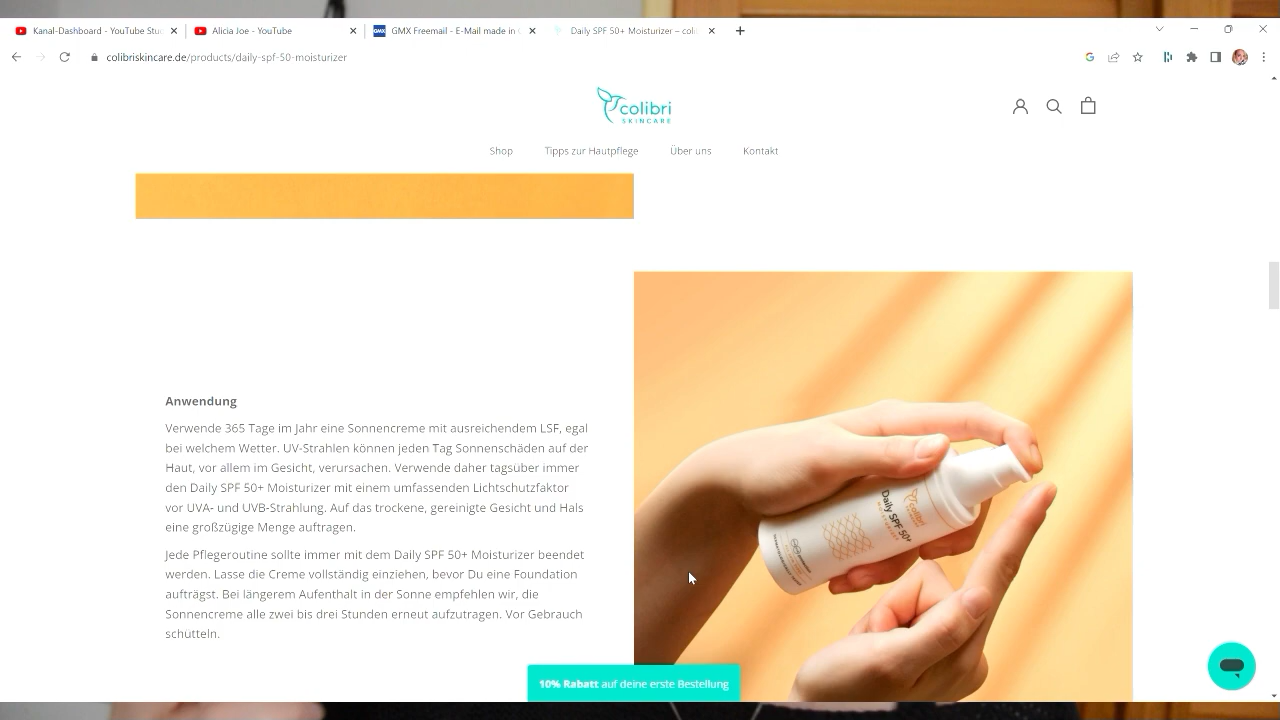 Kanal-Dashboard - YouTube Stu
Alicia Joe - YouTube
GMX Freemail - E-Mail made in
Daily SPF 50+ Moisturizer – coli
colibriskincare.de/products/daily-spf-50-moisturizer
colibri
SKINCARE
Shop
Tipps zur Hautpflege
Über uns
Kontakt
Anwendung
Verwende 365 Tage im Jahr eine Sonnencreme mit ausreichendem LSF, egal
bei welchem Wetter. UV-Strahlen können jeden Tag Sonnenschäden auf der
Haut, vor allem im Gesicht, verursachen. Verwende daher tagsüber immer
den Daily SPF 50+ Moisturizer mit einem umfassenden Lichtschutzfaktor
vor UVA- und UVB-Strahlung. Auf das trockene, gereinigte Gesicht und Hals
eine großzügige Menge auftragen.
Jede Pflegeroutine sollte immer mit dem Daily SPF 50+ Moisturizer beendet
werden. Lasse die Creme vollständig einziehen, bevor Du eine Foundation
aufträgst. Bei längerem Aufenthalt in der Sonne empfehlen wir, die
Sonnencreme alle zwei bis drei Stunden erneut aufzutragen. Vor Gebrauch
schütteln.
colibri
Daily SPF 50+
MOISTURIZER
10% Rabatt auf deine erste Bestellung